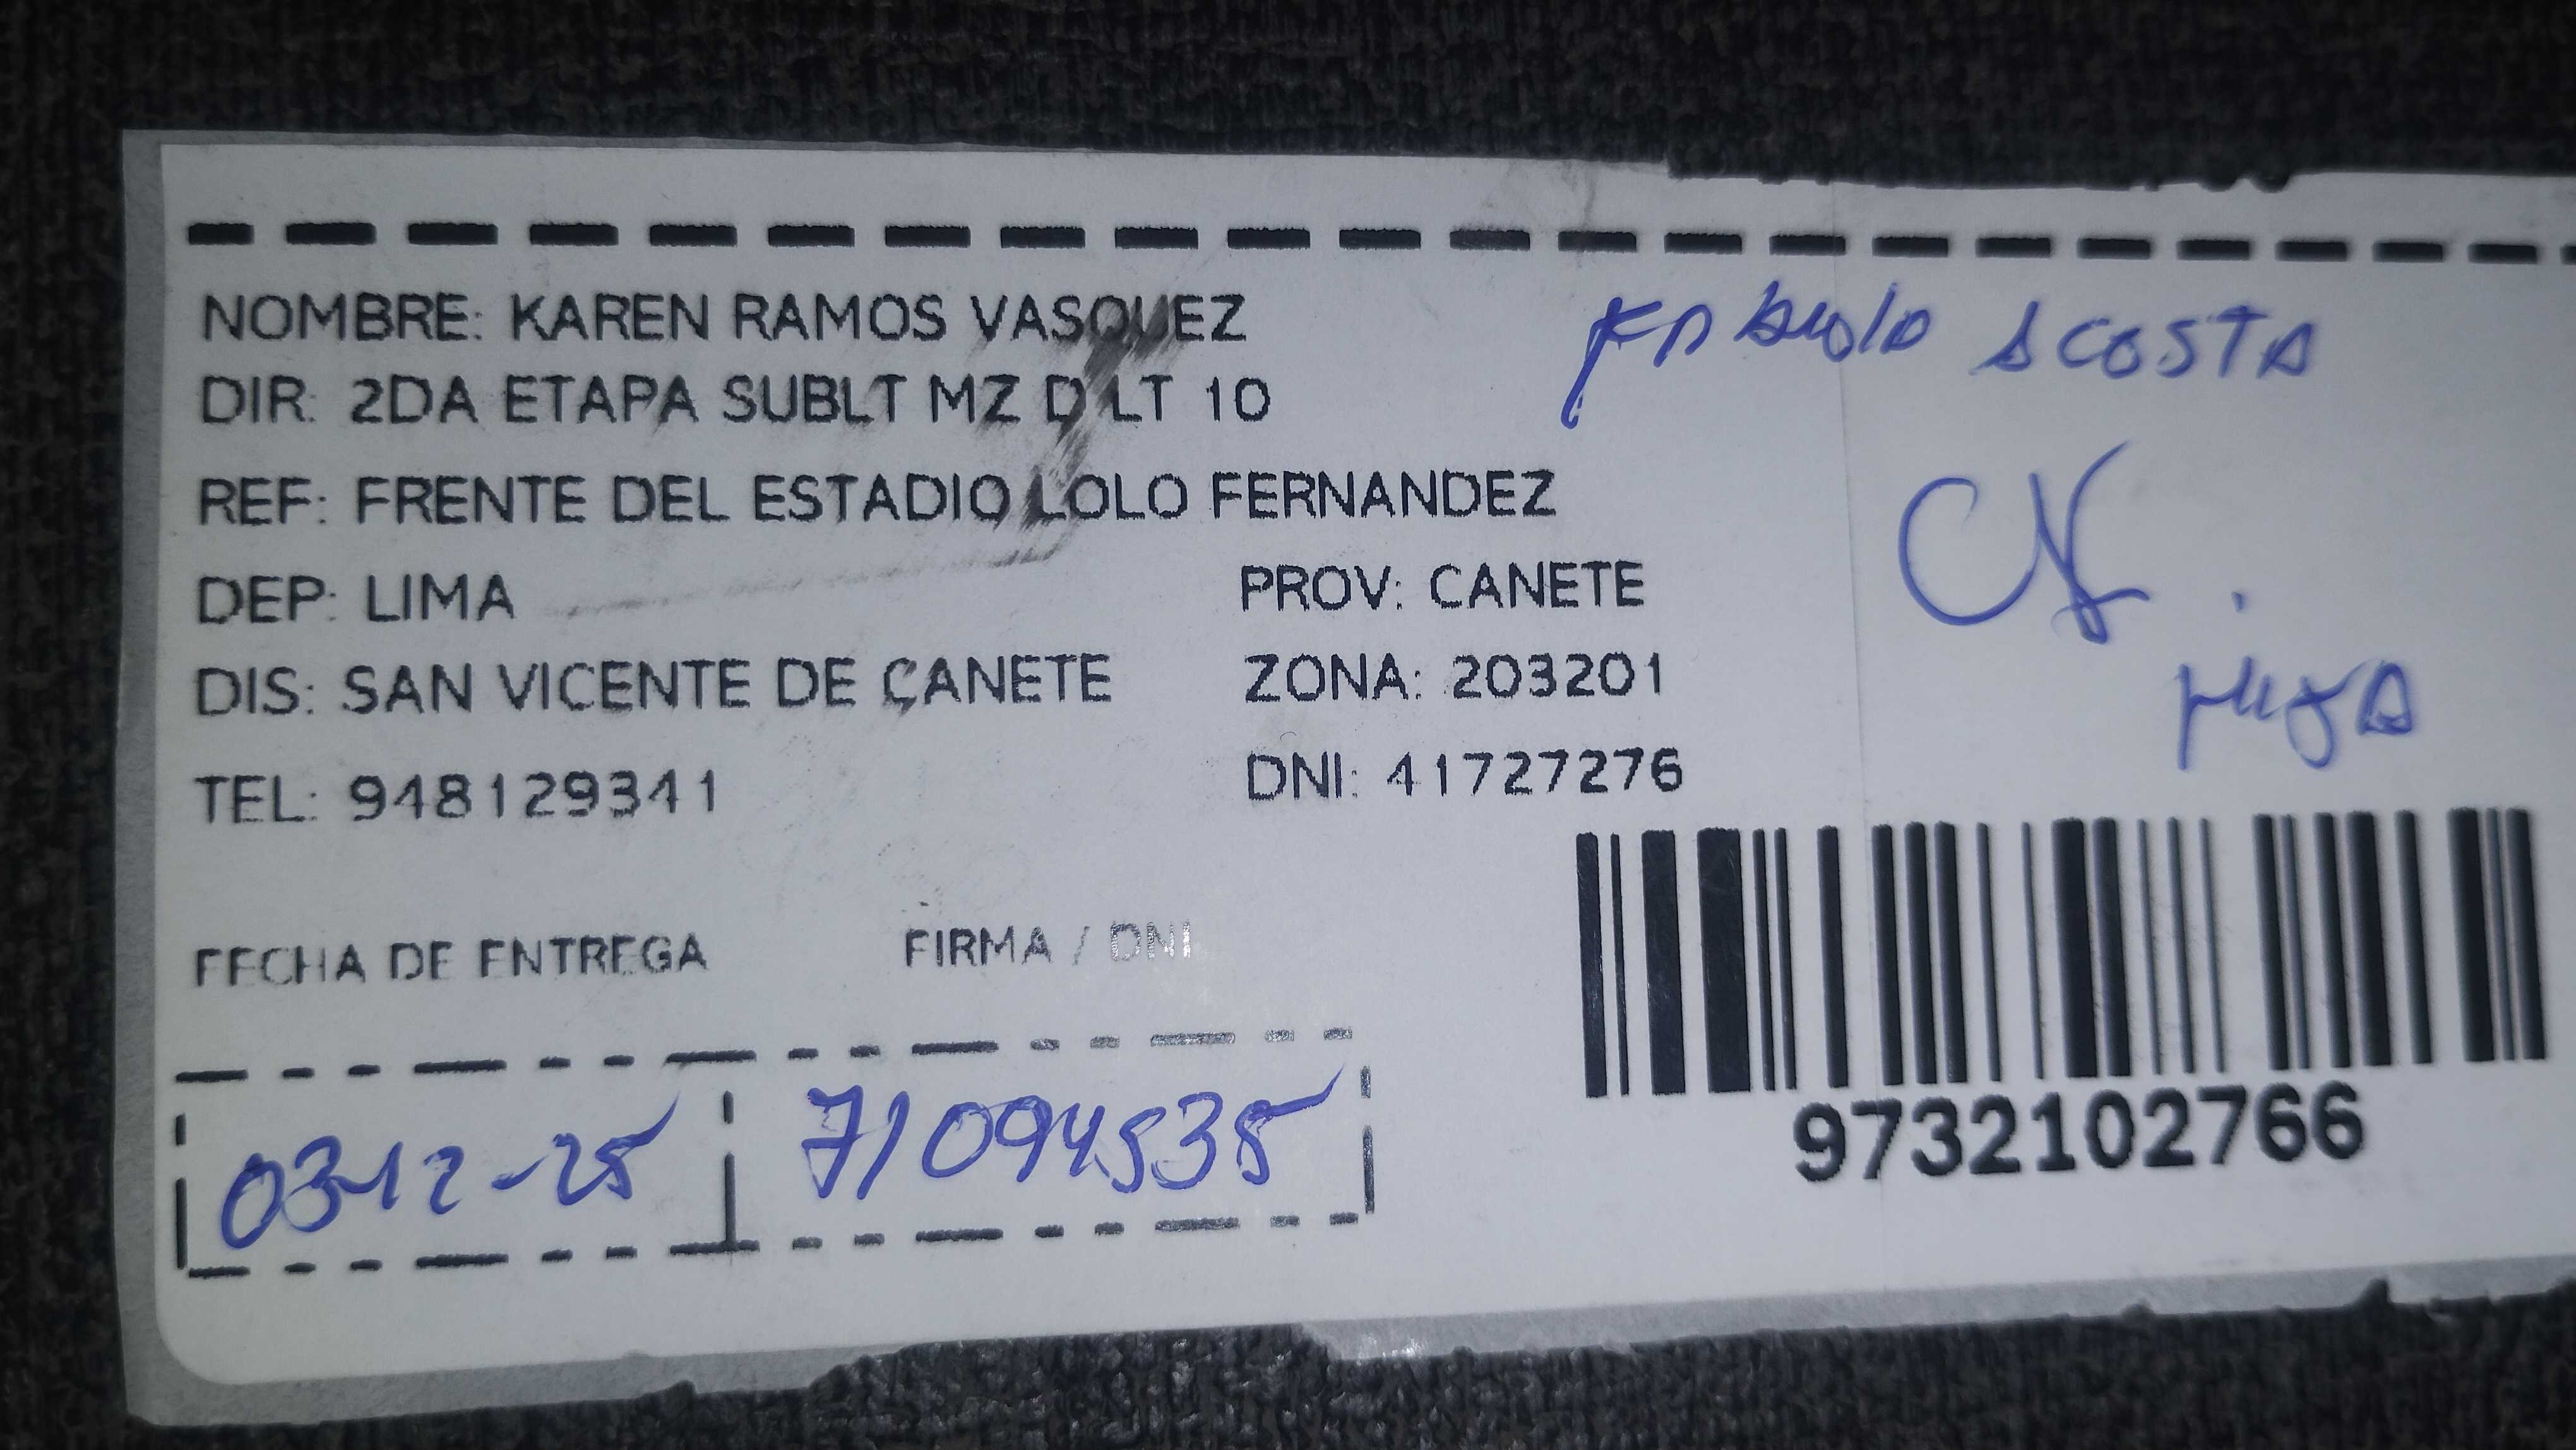 NOMBRE: KAREN RAMOS VASQUEZ
DIR: 2DA ETAPA SUBLT MZ D LT 10
REF: FRENTE DEL ESTADIO LOLO FERNANDEZ
DEP: LIMA PROV: CANETE
DIS: SAN VICENTE DE CANETE ZONA: 203201
TEL: 948129341 DNI: 41727276
ACOSTA
FECHA DE ENTREGA FIRMA / DNI
03-12-25 71094535
9732102766